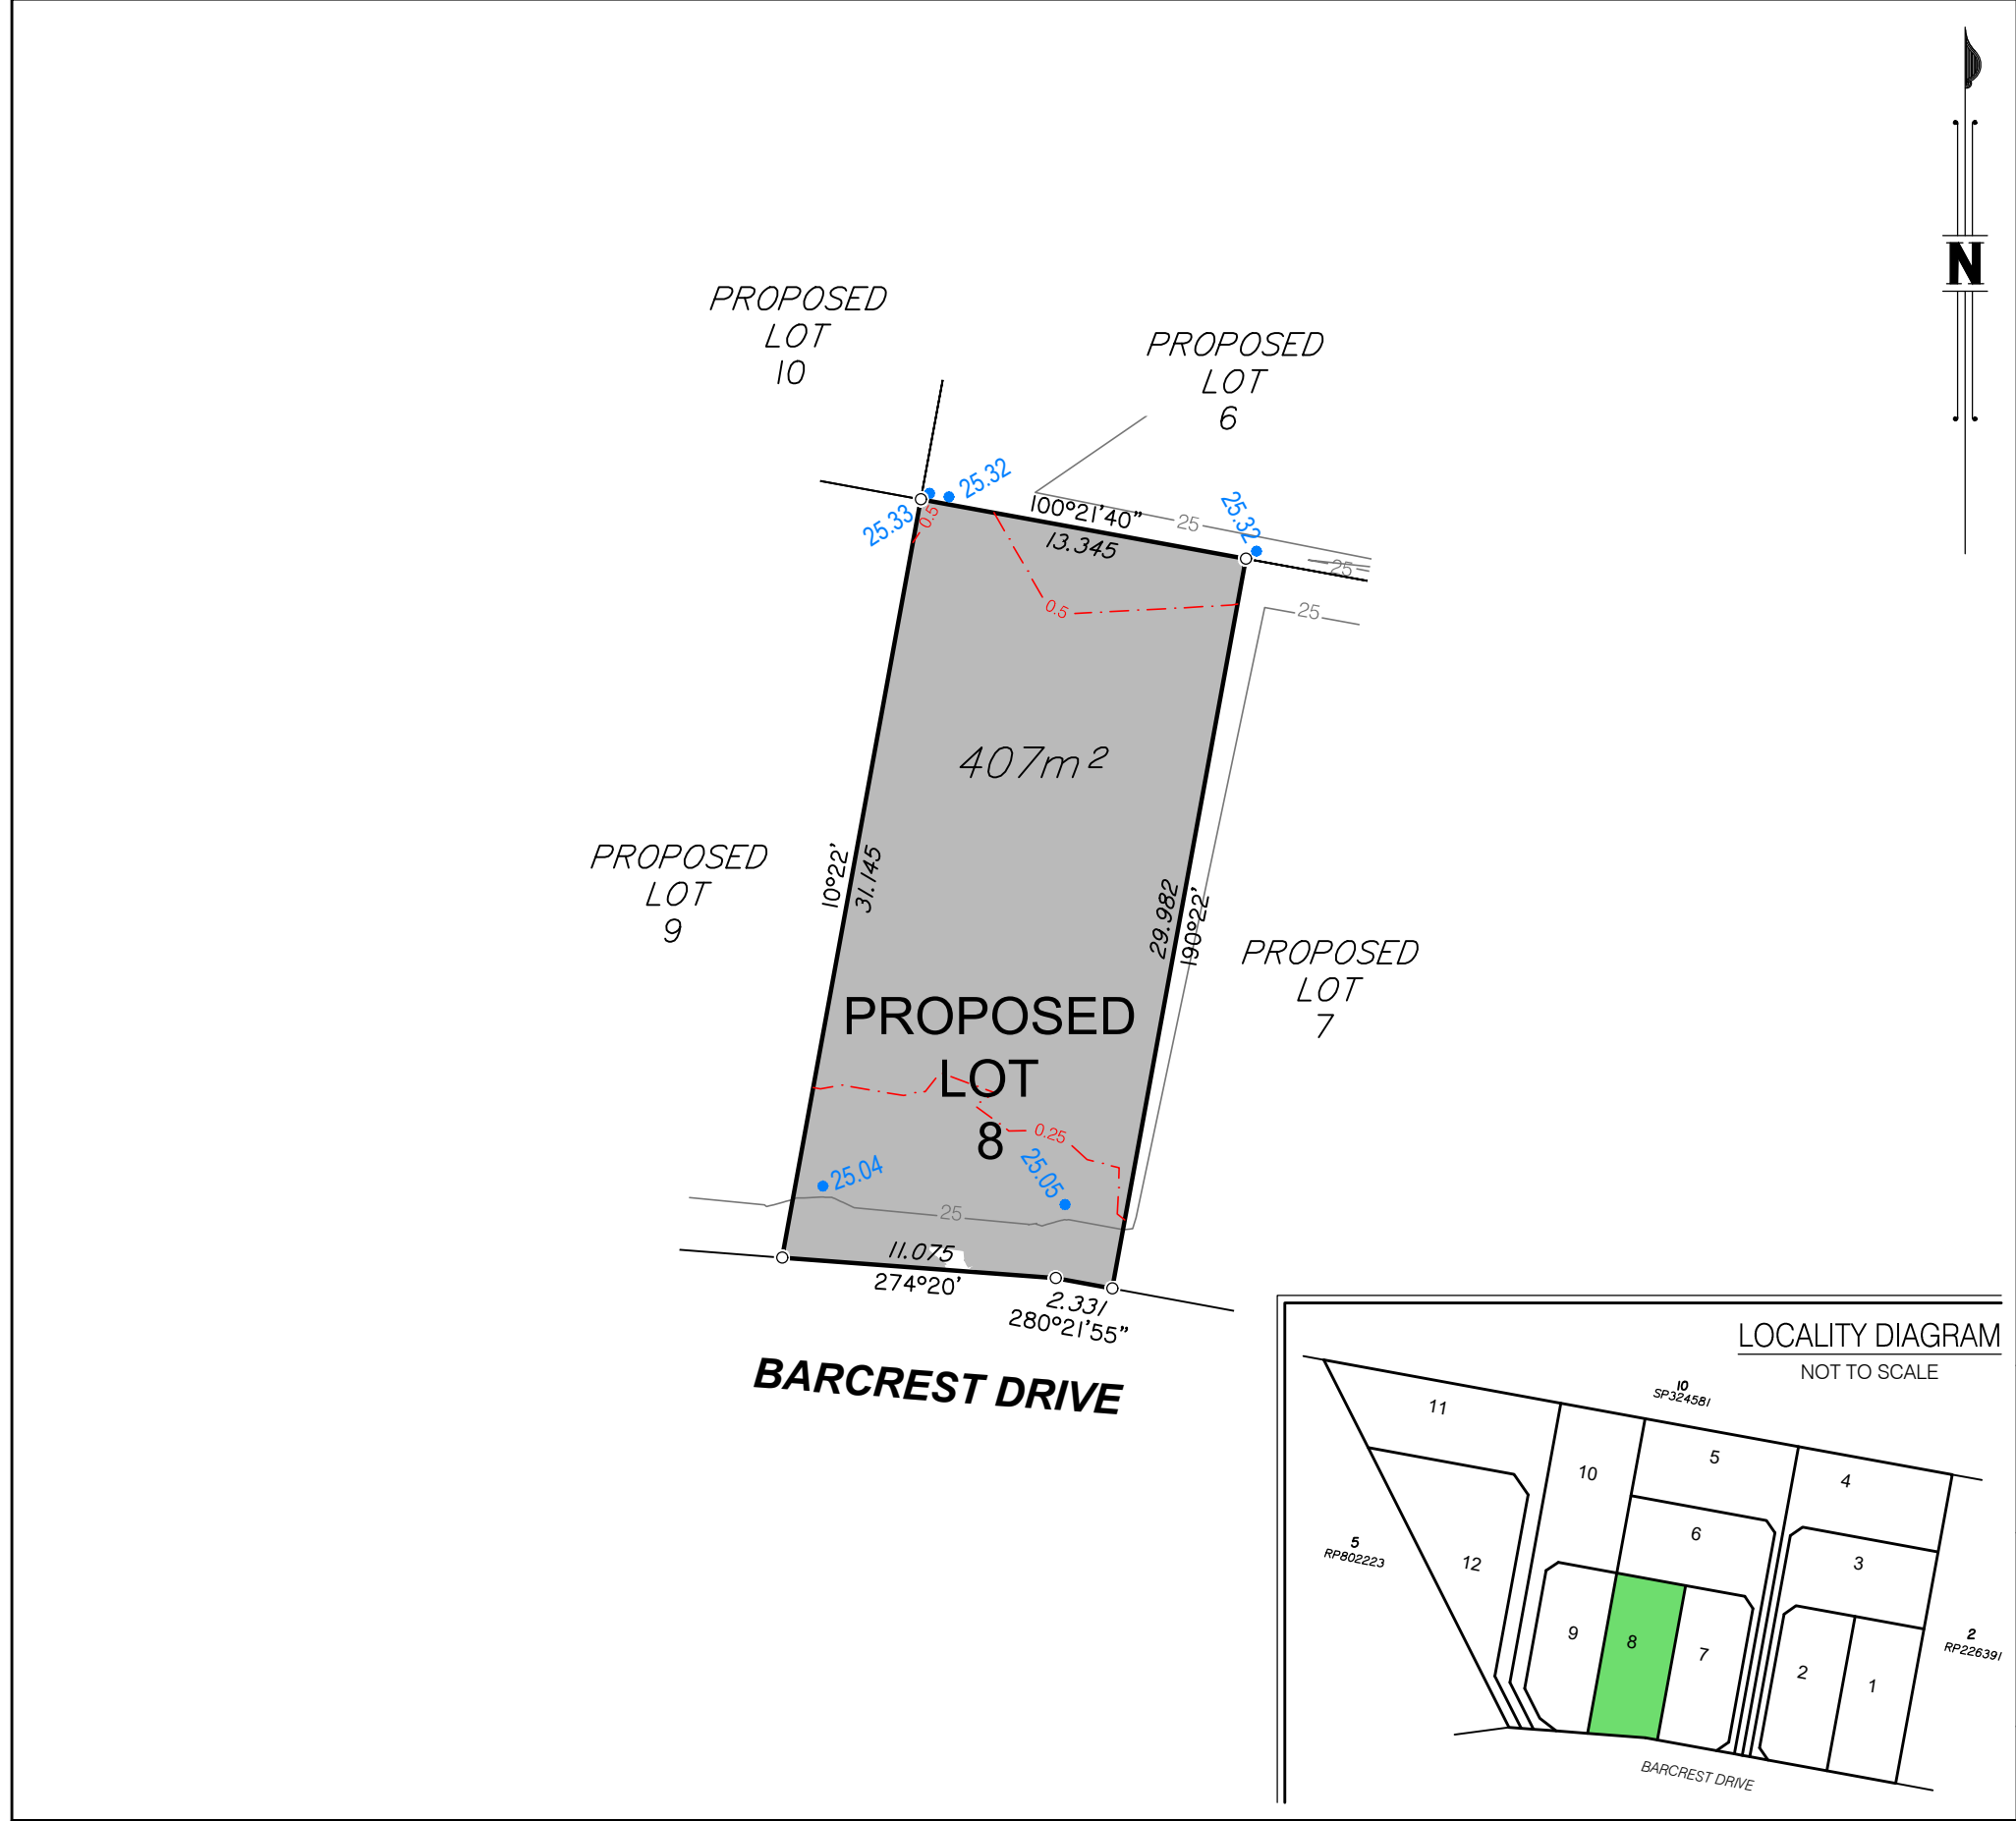 N
PROPOSED
LOT
10
PROPOSED
LOT
6
25.32
25.33
0.5
100°21'40"
13.345
25.32
25
25
25
0.5
407m²
10°22'
31.145
29.982
190°22'
PROPOSED
LOT
9
PROPOSED
LOT
7
PROPOSED
LOT
8
0.25
25.04
25.05
25
11.075
274°20'
2.331
280°21'55"
BARCREST DRIVE
LOCALITY DIAGRAM
NOT TO SCALE
10
SP324581
11
10
5
4
6
3
12
5
RP802223
9
8
7
2
1
2
RP226391
BARCREST DRIVE